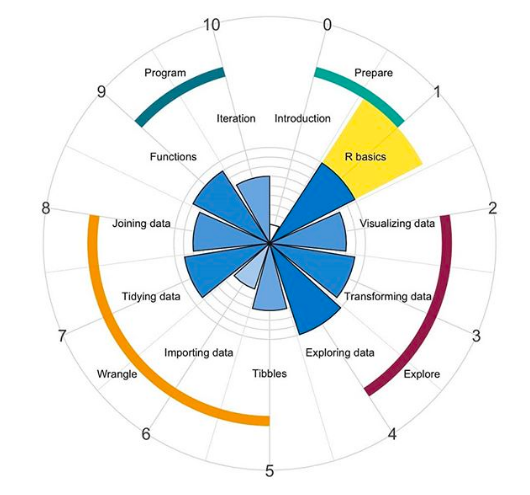 10
0
Program
Prepare
9
1
Iteration
Introduction
Functions
R basics
8
2
Joining data
Visualizing data
Tidying data
Transforming data
7
3
Importing data
Exploring data
Wrangle
Tibbles
Explore
6
4
5